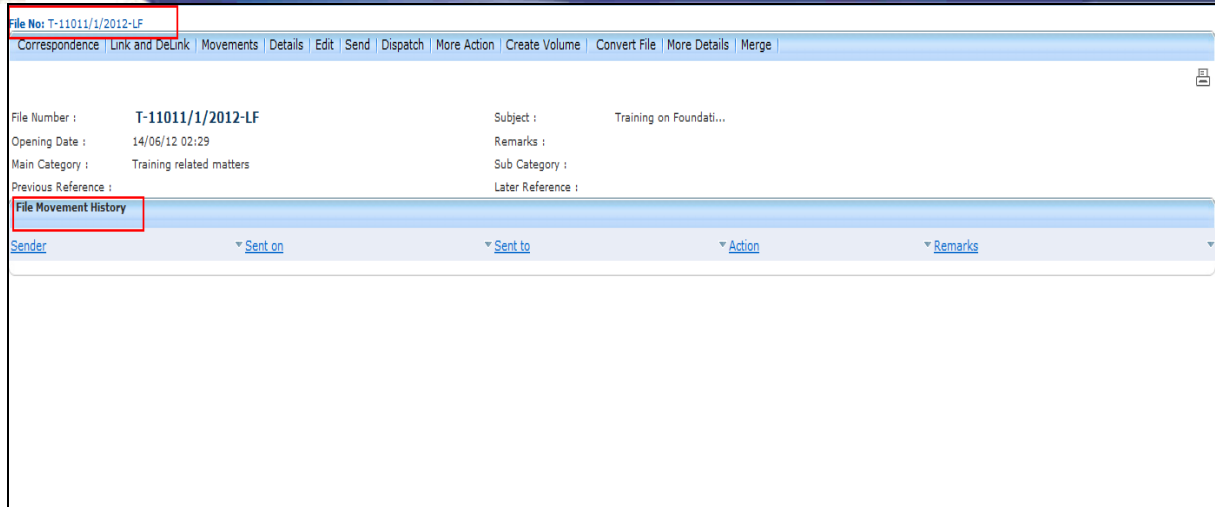 File No: T-11011/1/2012-LF
Correspondence | Link and DeLink | Movements | Details | Edit | Send | Dispatch | More Action | Create Volume | Convert File | More Details | Merge |
File Number : T-11011/1/2012-LF Subject : Training on Foundati...
Opening Date : 14/06/12 02:29 Remarks :
Main Category : Training related matters Sub Category :
Previous Reference : Later Reference :
File Movement History
Sender Sent on Sent to Action Remarks